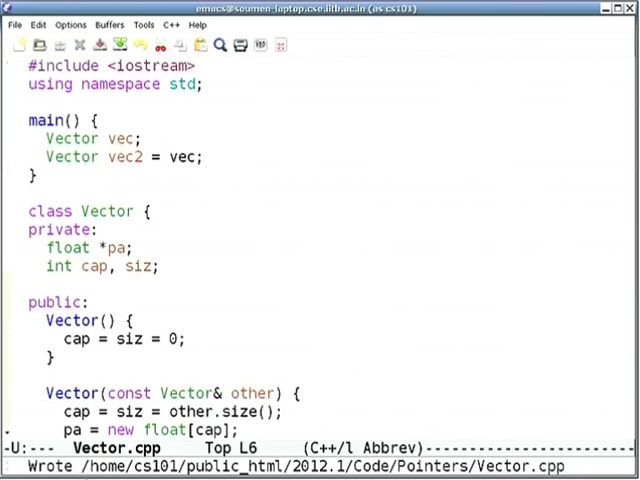 emacs@soumen-laptop.cse.iitb.ac.in (as cs101)
File Edit Options Buffers Tools C++ Help
#include <iostream>
using namespace std;
main() {
Vector vec;
Vector vec2 = vec;
}
class Vector {
private:
float *pa;
int cap, siz;
public:
Vector() {
cap = siz = 0;
}
Vector(const Vector& other) {
cap = siz = other.size();
pa = new float[cap];
-U:--- Vector.cpp Top L6 (C++/l Abbrev)------------------------
Wrote /home/cs101/public_html/2012.1/Code/Pointers/Vector.cpp